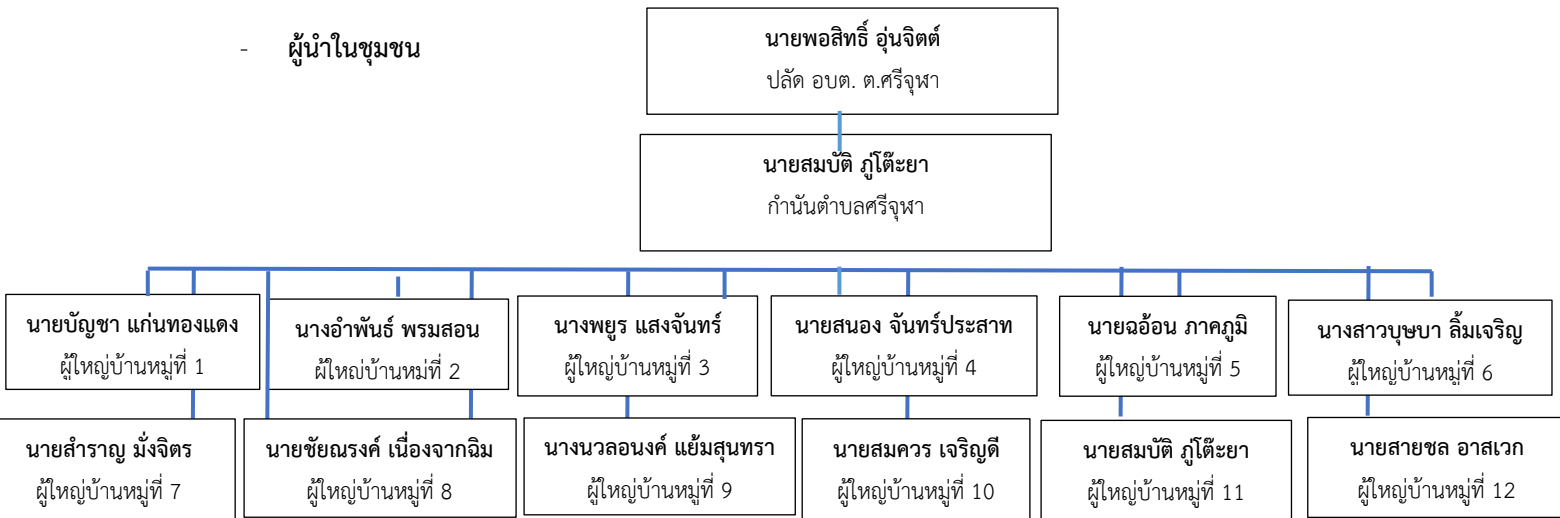 - ผู้นำในชุมชน
นายพอสิทธิ์ อุ่นจิตต์
ปลัด อบต. ต.ศรีจุฬา
นายสมบัติ ภู่โต๊ะยา
กำนันตำบลศรีจุฬา
นายบัญชา แก่นทองแดง
ผู้ใหญ่บ้านหมู่ที่ 1
นางอำพันธ์ พรมสอน
ผู้ใหญ่บ้านหมู่ที่ 2
นางพยูร แสงจันทร์
ผู้ใหญ่บ้านหมู่ที่ 3
นายสนอง จันทร์ประสาท
ผู้ใหญ่บ้านหมู่ที่ 4
นายฉอ้อน ภาคภูมิ
ผู้ใหญ่บ้านหมู่ที่ 5
นางสาวบุษบา ลิ้มเจริญ
ผู้ใหญ่บ้านหมู่ที่ 6
นายสำราญ มั่งจิตร
ผู้ใหญ่บ้านหมู่ที่ 7
นายชัยณรงค์ เนื่องจากฉิม
ผู้ใหญ่บ้านหมู่ที่ 8
นางนวลอนงค์ แย้มสุนทรา
ผู้ใหญ่บ้านหมู่ที่ 9
นายสมควร เจริญดี
ผู้ใหญ่บ้านหมู่ที่ 10
นายสมบัติ ภู่โต๊ะยา
ผู้ใหญ่บ้านหมู่ที่ 11
นายสายชล อาสเวก
ผู้ใหญ่บ้านหมู่ที่ 12